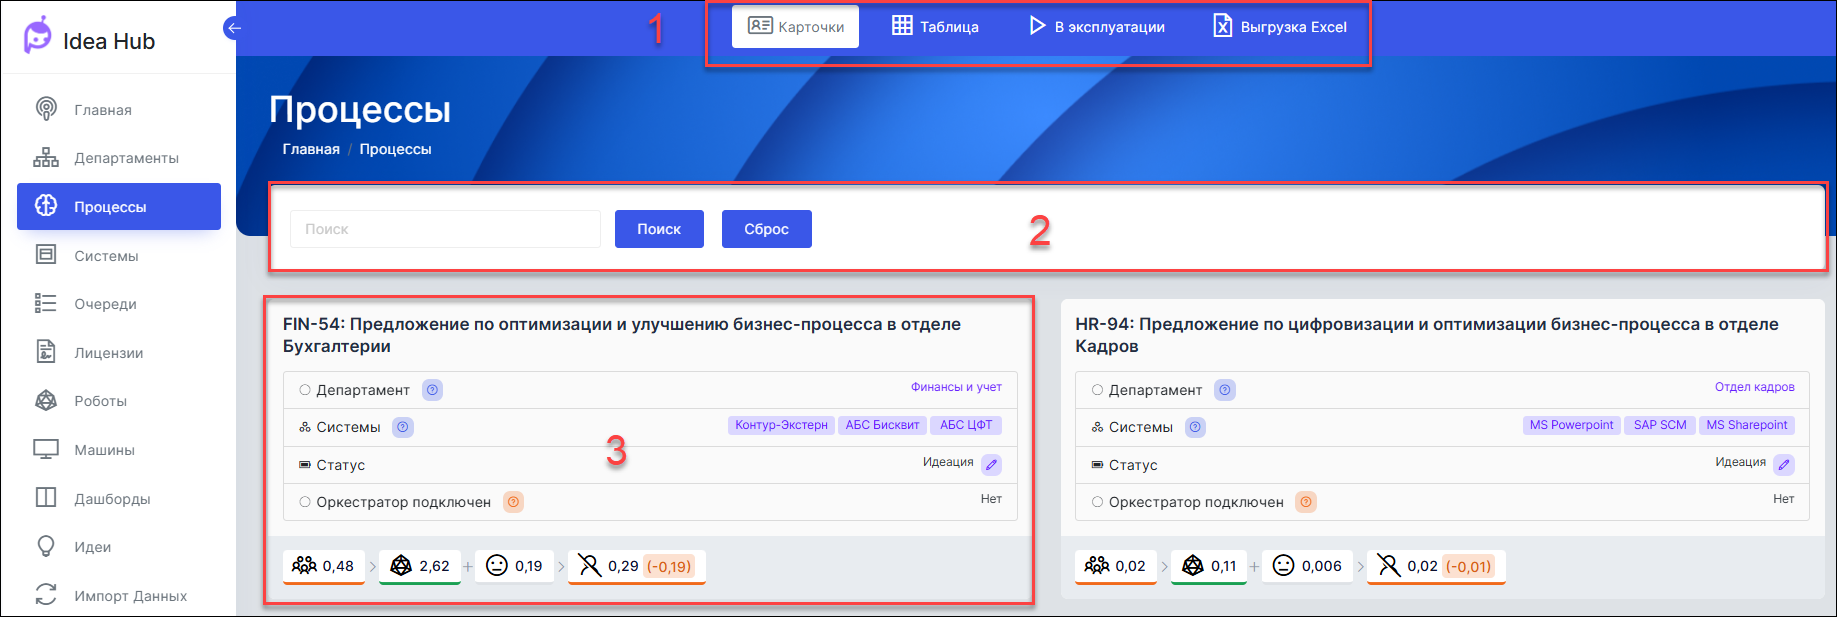 Idea Hub
Главная
Департаменты
Процессы
Системы
Очереди
Лицензии
Роботы
Машины
Дашборды
Идеи
Импорт Данных
1
Карточки
Таблица
В эксплуатации
Выгрузка Excel
Процессы
Главная / Процессы
Поиск
Поиск
Сброс
2
FIN-54: Предложение по оптимизации и улучшению бизнес-процесса в отделе
Бухгалтерии
Департамент ? Финансы и учет
Системы ? Контур-Экстерн АБС Бисквит АБС ЦФТ
3
Статус Идеация
Оркестратор подключен ? Нет
0,48 > 2,62 + 0,19 > 0,29 (-0,19)
HR-94: Предложение по цифровизации и оптимизации бизнес-процесса в отделе
Кадров
Департамент ? Отдел кадров
Системы ? MS Powerpoint SAP SCM MS Sharepoint
Статус Идеация
Оркестратор подключен ? Нет
0,02 > 0,11 + 0,006 > 0,02 (-0,01)